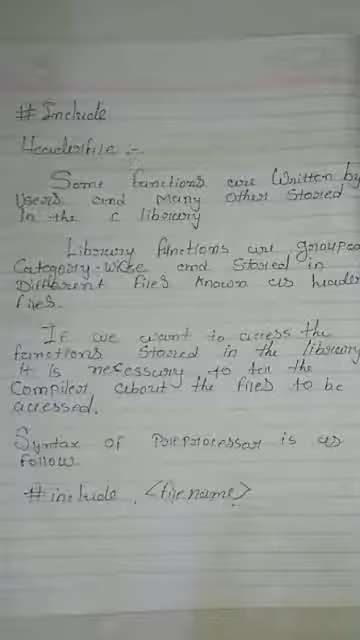 # Include
Headerfile :-
Some functions are Written by
Users and many other Stored
In the c library
Library functions are grouped
Category-wise and Stored in
Different files known as header
files.
If we want to access the
functions Stored in the library
It is necessary to tell the
Compiler about the files to be
accessed.
Syntax of Preprocessor is as
follow
#include <filename>